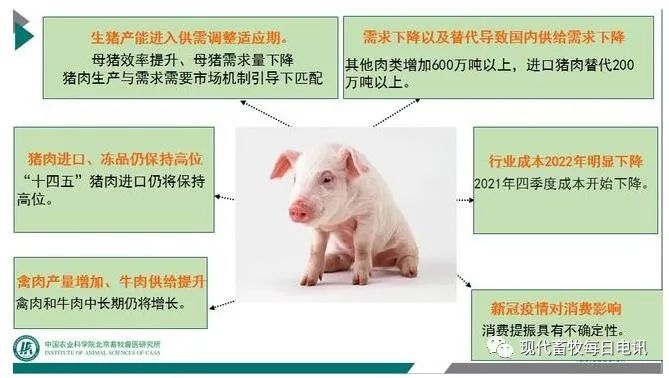 生猪产能进入供需调整适应期。
母猪效率提升、母猪需求量下降
猪肉生产与需求需要市场机制引导下匹配
需求下降以及替代导致国内供给需求下降
其他肉类增加600万吨以上，进口猪肉替代200
万吨以上。
猪肉进口、冻品仍保持高位
“十四五”猪肉进口仍将保持
高位。
行业成本2022年明显下降
2021年四季度成本开始下降。
禽肉产量增加、牛肉供给提升
禽肉和牛肉中长期仍将增长。
新冠疫情对消费影响
消费提振具有不确定性。
中国农业科学院北京畜牧兽医研究所
INSTITUTE OF ANIMAL SCIENCES OF CAAS
现代畜牧每日电讯